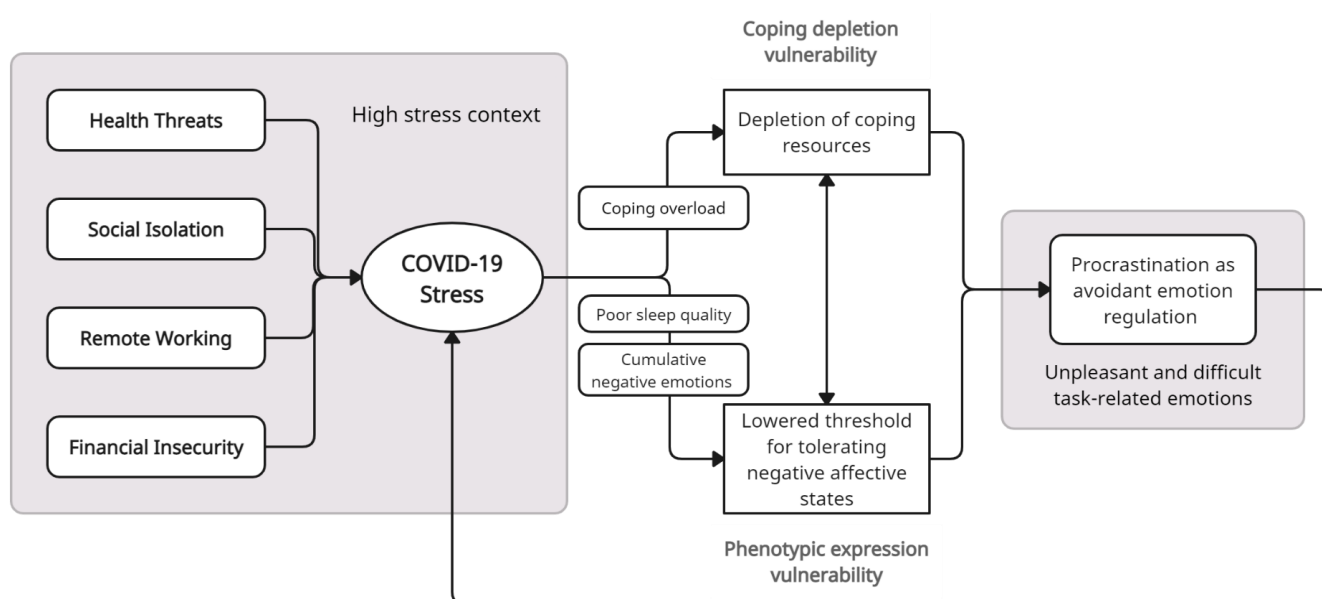 Coping depletion
vulnerability
High stress context
Health Threats
Social Isolation
Remote Working
Financial Insecurity
COVID-19
Stress
Coping overload
Poor sleep quality
Cumulative
negative emotions
Depletion of coping
resources
Lowered threshold
for tolerating
negative affective
states
Phenotypic expression
vulnerability
Procrastination as
avoidant emotion
regulation
Unpleasant and difficult
task-related emotions